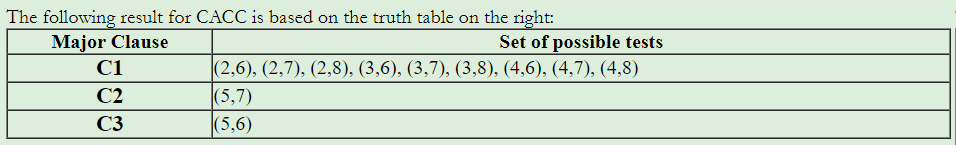 The following result for CACC is based on the truth table on the right:
Major Clause Set of possible tests
C1 (2,6), (2,7), (2,8), (3,6), (3,7), (3,8), (4,6), (4,7), (4,8)
C2 (5,7)
C3 (5,6)